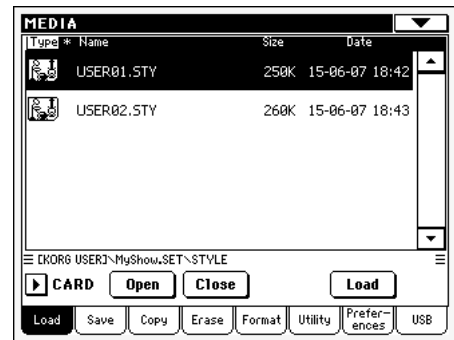 MEDIA
Type * Name Size Date
USER01.STY 250K 15-06-07 18:42
USER02.STY 260K 15-06-07 18:43
[KORG USER]\MyShow.SET\STYLE
CARD Open Close Load
Load Save Copy Erase Format Utility Prefer-ences USB